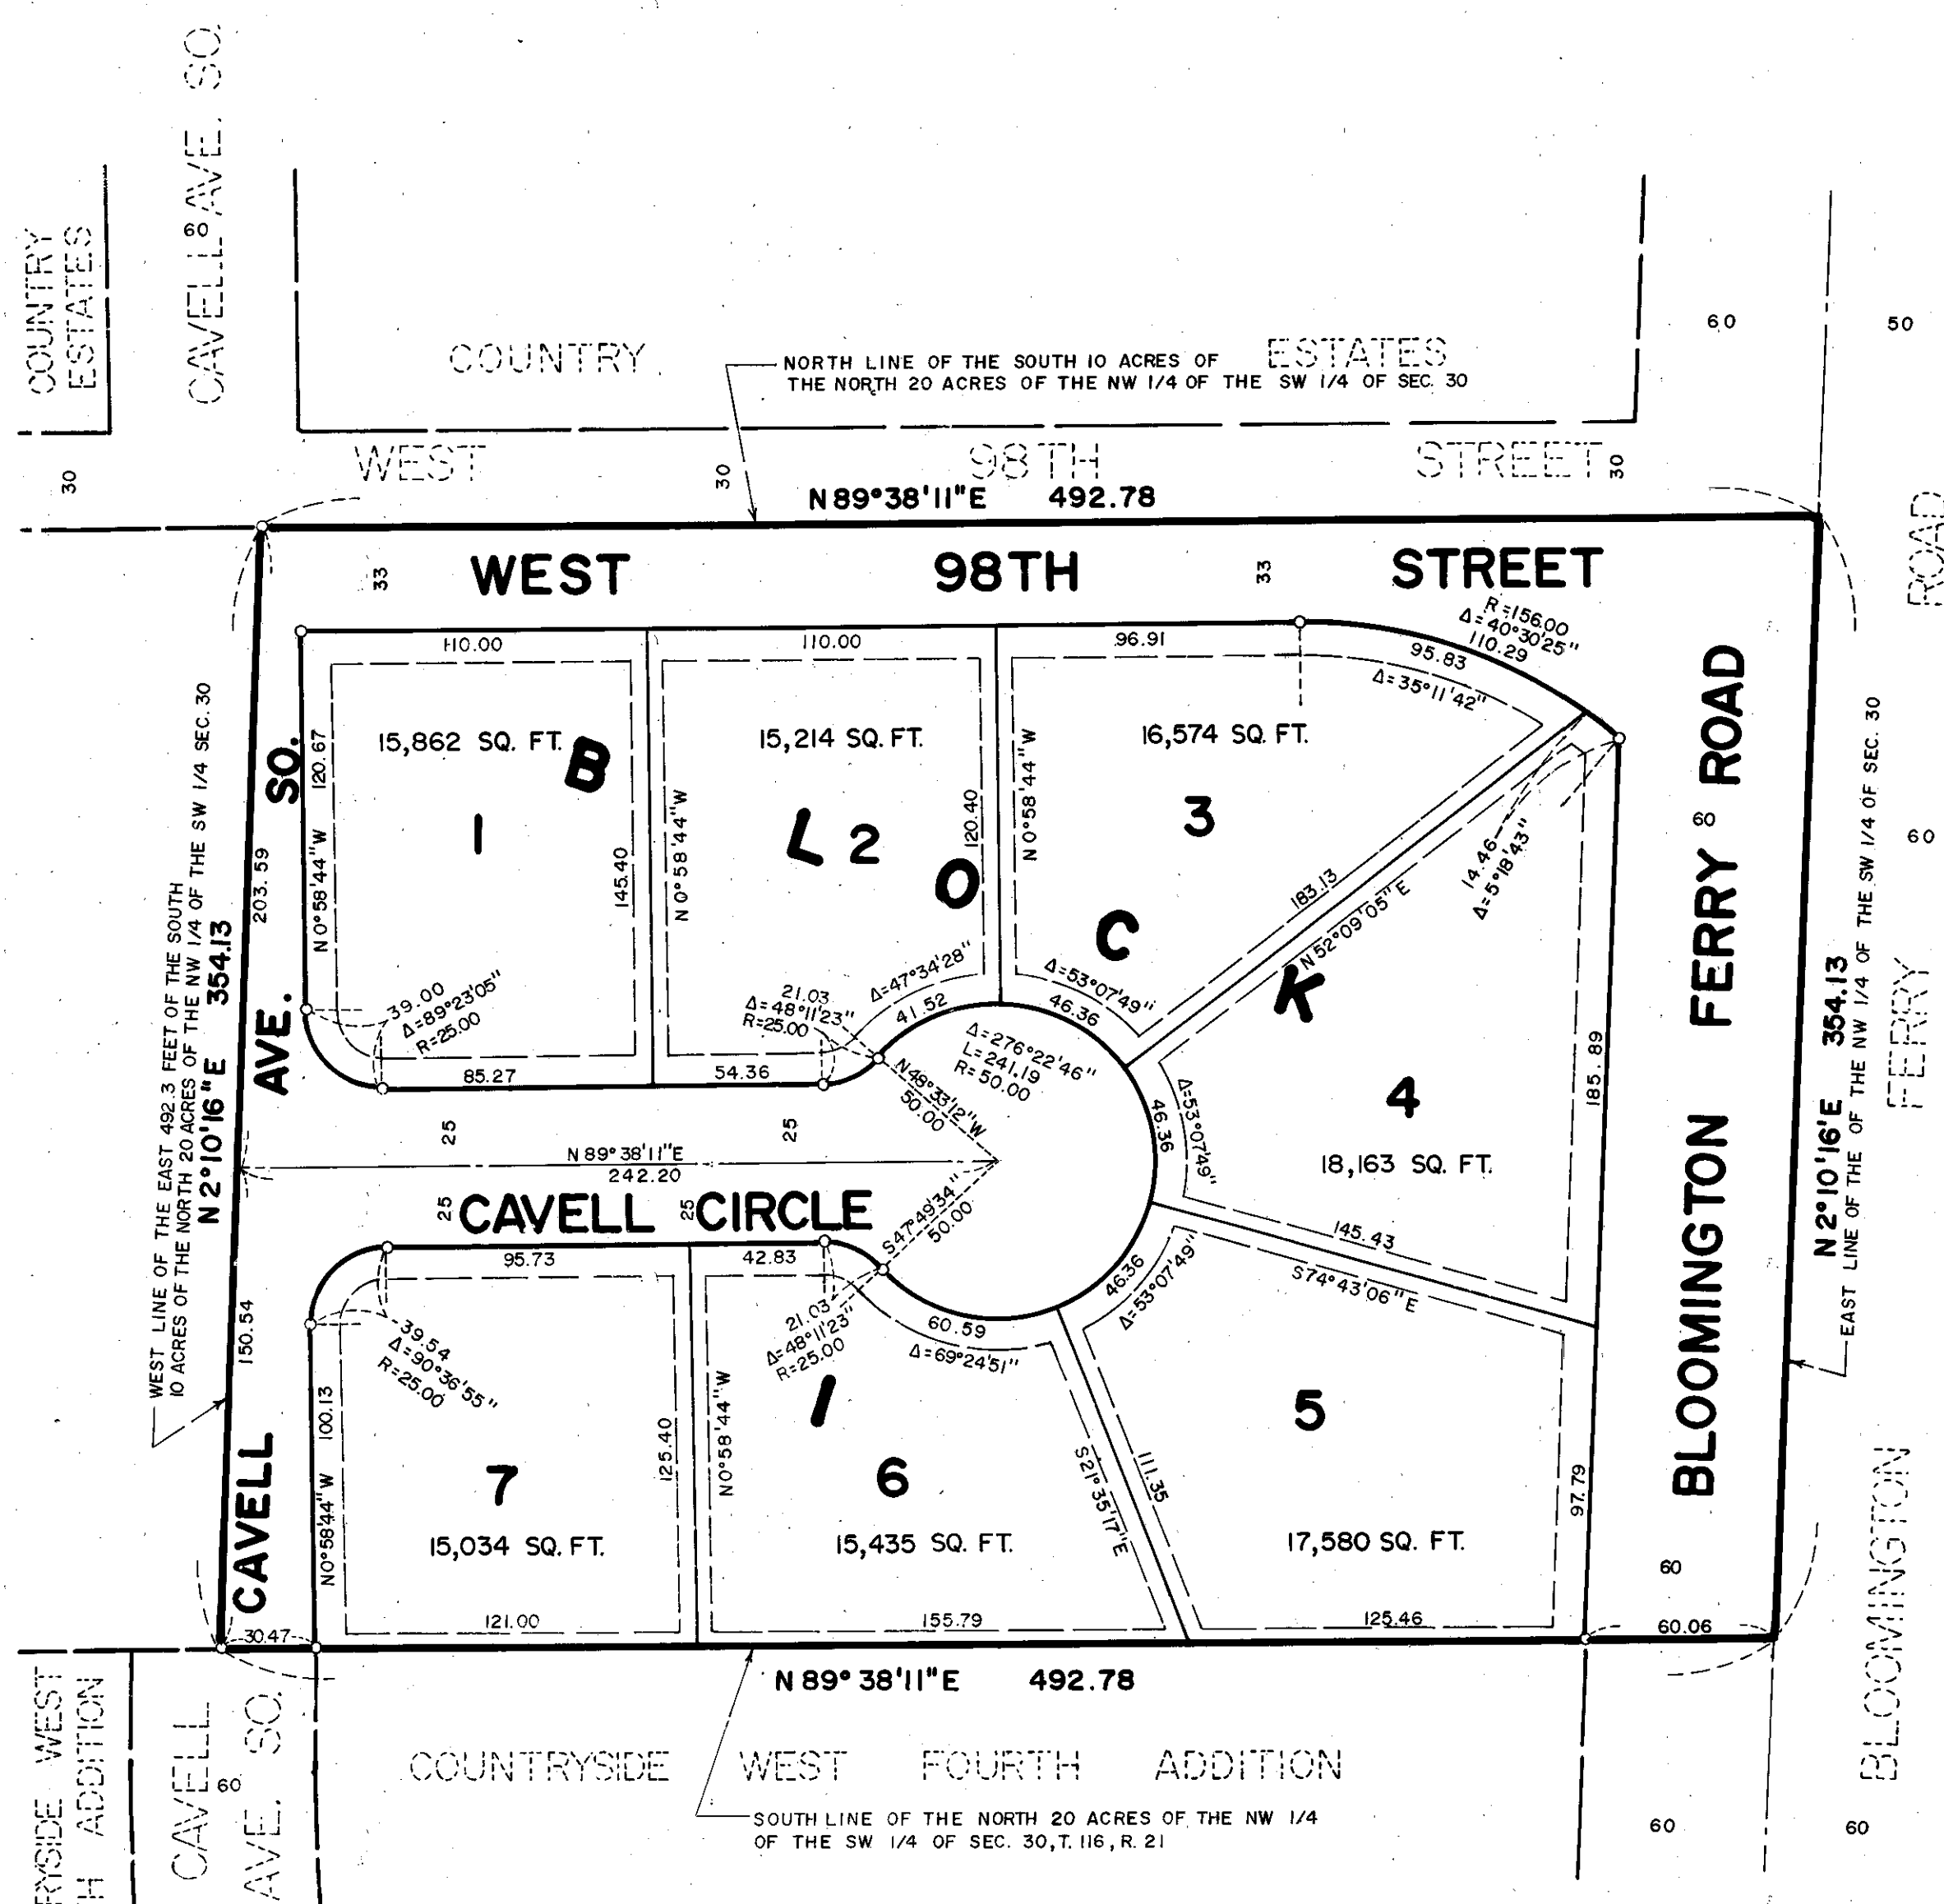 COUNTRY
ESTATES
CAVELL AVE. SO.
60
COUNTRY ESTATES
NORTH LINE OF THE SOUTH 10 ACRES OF
THE NORTH 20 ACRES OF THE NW 1/4 OF THE SW 1/4 OF SEC. 30
60
50
30
WEST 98TH STREET
30
30
N 89°38'11"E 492.78
ROAD
WEST 98TH STREET
33
33
R=156.00
Δ=40°30'25"
110.29
110.00
110.00
96.91
95.83
Δ=35°11'42"
15,862 SQ. FT.
15,214 SQ. FT.
16,574 SQ. FT.
BLOCK 1
1
2
3
120.67
N 0°58'44"W
145.40
N 0°58'44"W
120.40
N 0°58'44"W
183.13
N 52°09'05"E
14.46
Δ=5°18'43"
60
BLOOMINGTON FERRY ROAD
60
FERRY
203.59
CAVELL AVE. SO.
WEST LINE OF THE EAST 492.3 FEET OF THE SOUTH
10 ACRES OF THE NORTH 20 ACRES OF THE NW 1/4 OF THE SW 1/4 SEC. 30
N 2°10'16"E 354.13
39.00
Δ=89°23'05"
R=25.00
21.03
Δ=48°11'23"
R=25.00
Δ=47°34'28"
41.52
Δ=53°07'49"
46.36
Δ=276°22'46"
L=241.19
R=50.00
85.27
54.36
N48°33'12"W
50.00
46.36
Δ=53°07'49"
4
18,163 SQ. FT.
185.89
N 2°10'16"E 354.13
EAST LINE OF THE OF THE NW 1/4 OF THE SW 1/4 OF SEC. 30
25
25
N 89°38'11"E
242.20
25
25
CAVELL CIRCLE
S47°49'34"
50.00
145.43
S74°43'06"E
95.73
42.83
46.36
Δ=53°07'49"
150.54
39.54
Δ=90°36'55"
R=25.00
21.03
Δ=48°11'23"
R=25.00
60.59
Δ=69°24'51"
100.13
N0°58'44"W
125.40
N0°58'44"W
111.35
S21°35'17"E
5
97.79
7
6
15,034 SQ. FT.
15,435 SQ. FT.
17,580 SQ. FT.
60
30.47
121.00
155.79
125.46
60.06
N 89°38'11"E 492.78
BLOOMINGTON
RYSIDE WEST
H ADDITION
CAVELL
AVE. SO.
60
COUNTRYSIDE WEST FOURTH ADDITION
SOUTH LINE OF THE NORTH 20 ACRES OF THE NW 1/4
OF THE SW 1/4 OF SEC. 30, T. 116, R. 21
60
60